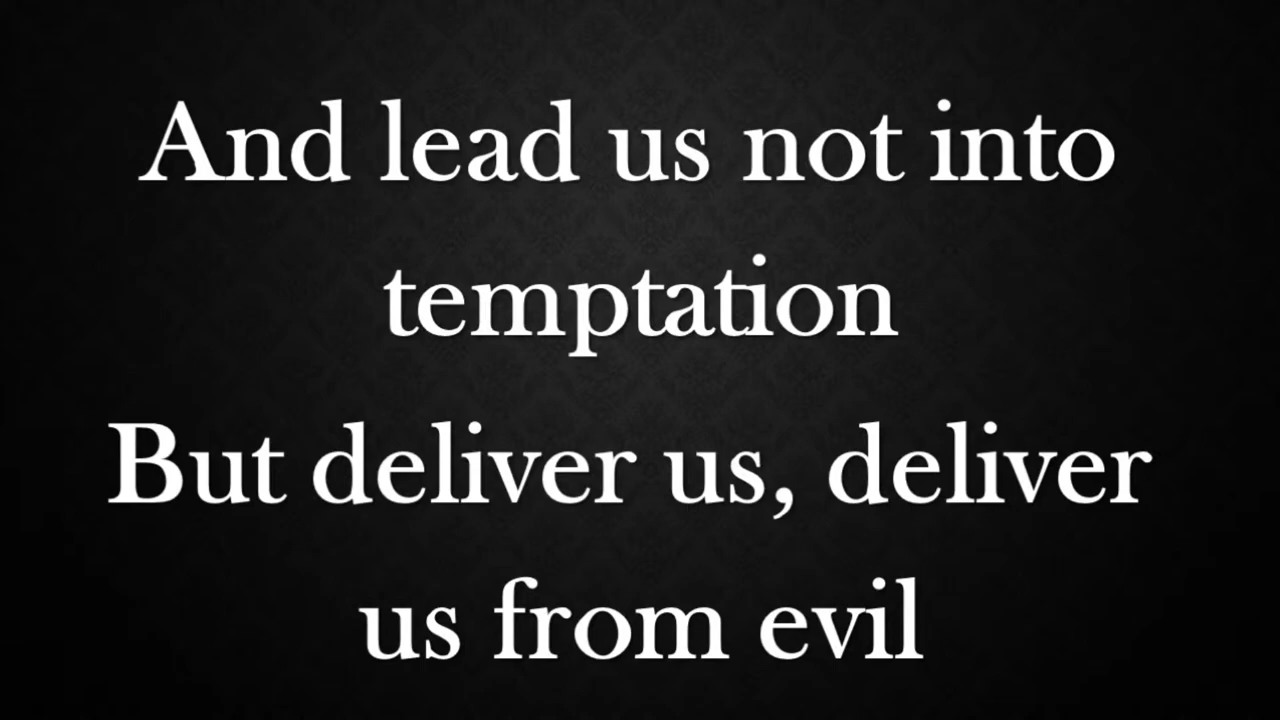 And lead us not into
temptation
But deliver us, deliver
us from evil